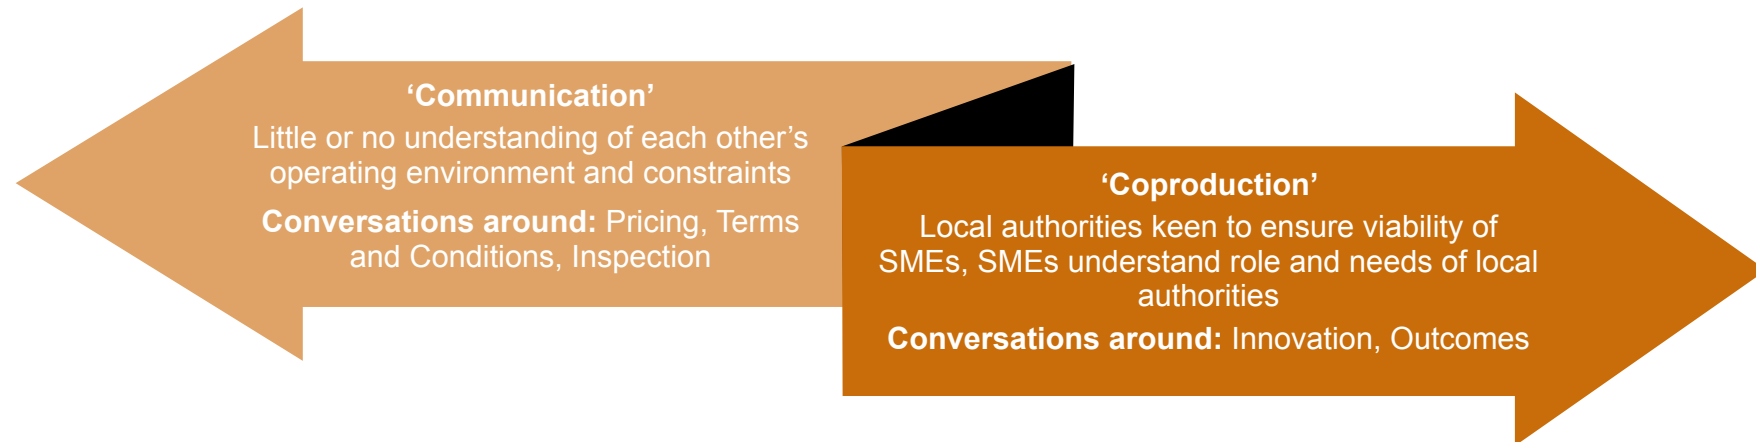 ‘Communication’
Little or no understanding of each other’s
operating environment and constraints
Conversations around: Pricing, Terms
and Conditions, Inspection
‘Coproduction’
Local authorities keen to ensure viability of
SMEs, SMEs understand role and needs of local
authorities
Conversations around: Innovation, Outcomes